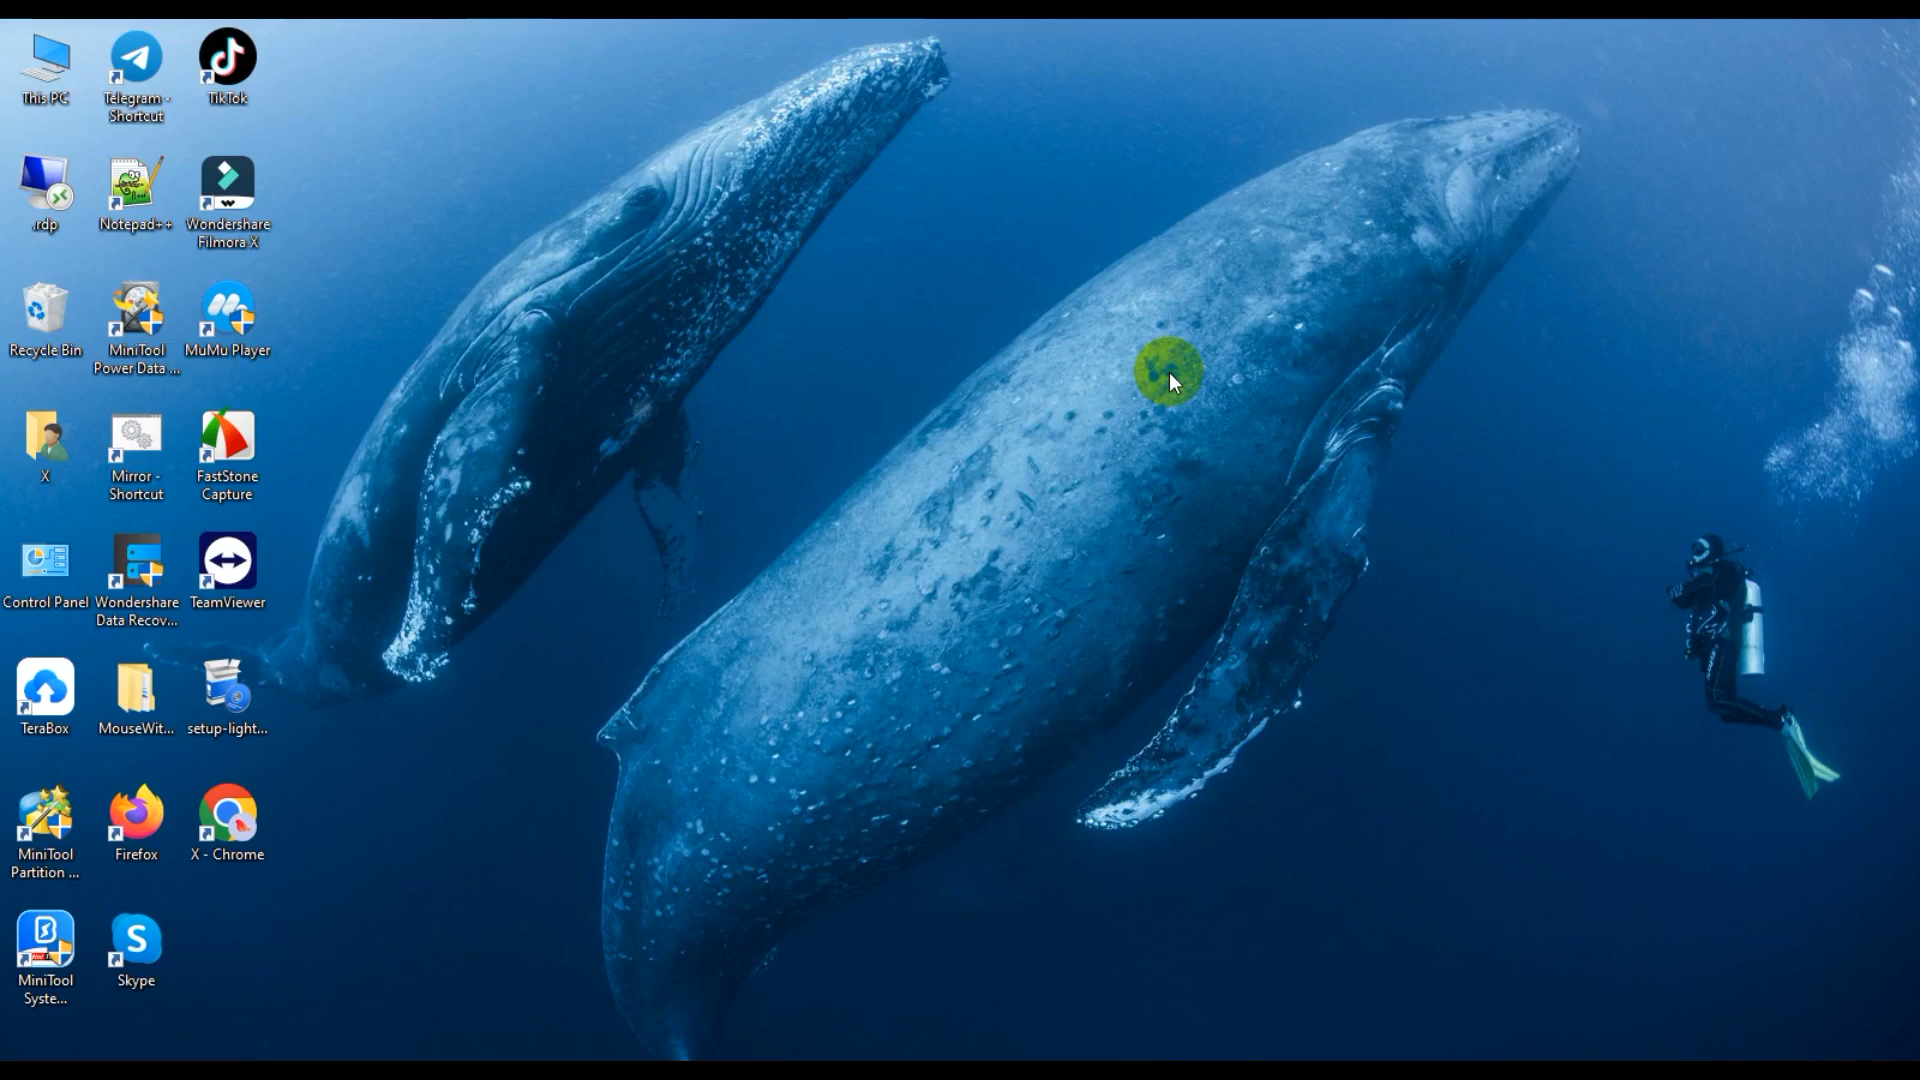 This PC
Telegram -
Shortcut
TikTok
.rdp
Notepad++
Wondershare
Filmora X
Recycle Bin
MiniTool
Power Data ...
MuMu Player
X
Mirror -
Shortcut
FastStone
Capture
Control Panel
Wondershare
Data Recov...
TeamViewer
TeraBox
MouseWit...
setup-light...
MiniTool
Partition ...
Firefox
X - Chrome
MiniTool
Syste...
S
Skype